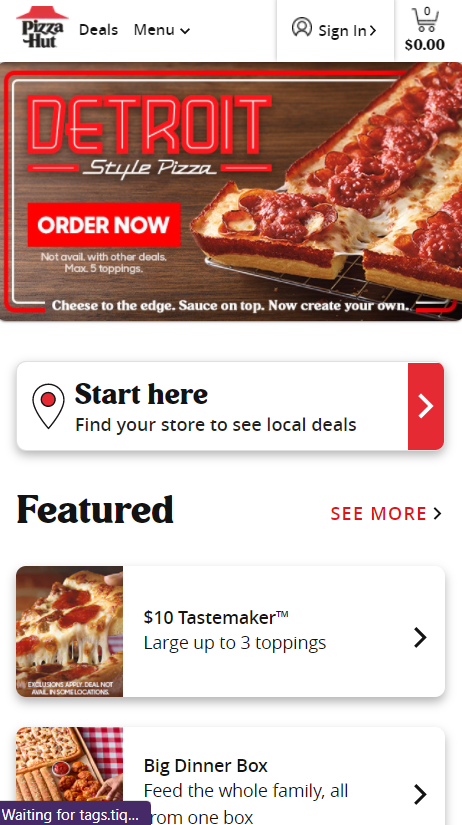 Pizza
Hut
Deals
Menu
Sign In
0
$0.00
DETROIT
Style Pizza
ORDER NOW
Not avail. with other deals.
Max. 5 toppings.
Cheese to the edge. Sauce on top. Now create your own.
Start here
Find your store to see local deals
Featured
SEE MORE
$10 Tastemaker™
Large up to 3 toppings
EXCLUSIONS APPLY. DEAL NOT
AVAIL. IN SOME LOCATIONS.
Big Dinner Box
Feed the whole family, all
from one box
Waiting for tags.tiq...